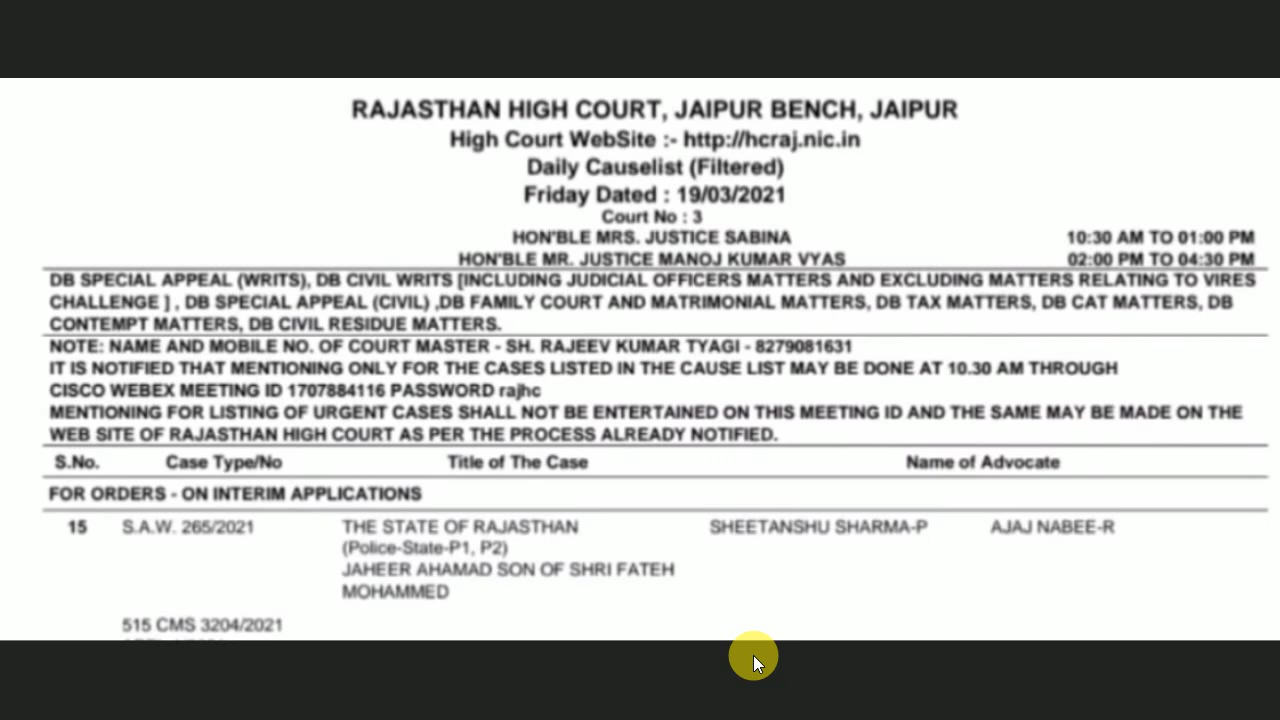 RAJASTHAN HIGH COURT, JAIPUR BENCH, JAIPUR
High Court WebSite :- http://hcraj.nic.in
Daily Causelist (Filtered)
Friday Dated : 19/03/2021
Court No : 3
HON'BLE MRS. JUSTICE SABINA 10:30 AM TO 01:00 PM
HON'BLE MR. JUSTICE MANOJ KUMAR VYAS 02:00 PM TO 04:30 PM
DB SPECIAL APPEAL (WRITS), DB CIVIL WRITS [INCLUDING JUDICIAL OFFICERS MATTERS AND EXCLUDING MATTERS RELATING TO VIRES
CHALLENGE ] , DB SPECIAL APPEAL (CIVIL) ,DB FAMILY COURT AND MATRIMONIAL MATTERS, DB TAX MATTERS, DB CAT MATTERS, DB
CONTEMPT MATTERS, DB CIVIL RESIDUE MATTERS.
NOTE: NAME AND MOBILE NO. OF COURT MASTER - SH. RAJEEV KUMAR TYAGI - 8279081631
IT IS NOTIFIED THAT MENTIONING ONLY FOR THE CASES LISTED IN THE CAUSE LIST MAY BE DONE AT 10.30 AM THROUGH
CISCO WEBEX MEETING ID 1707884116 PASSWORD rajhc
MENTIONING FOR LISTING OF URGENT CASES SHALL NOT BE ENTERTAINED ON THIS MEETING ID AND THE SAME MAY BE MADE ON THE
WEB SITE OF RAJASTHAN HIGH COURT AS PER THE PROCESS ALREADY NOTIFIED.
S.No. Case Type/No Title of The Case Name of Advocate
FOR ORDERS - ON INTERIM APPLICATIONS
15 S.A.W. 265/2021 THE STATE OF RAJASTHAN SHEETANSHU SHARMA-P AJAJ NABEE-R
(Police-State-P1, P2)
JAHEER AHAMAD SON OF SHRI FATEH
MOHAMMED
515 CMS 3204/2021